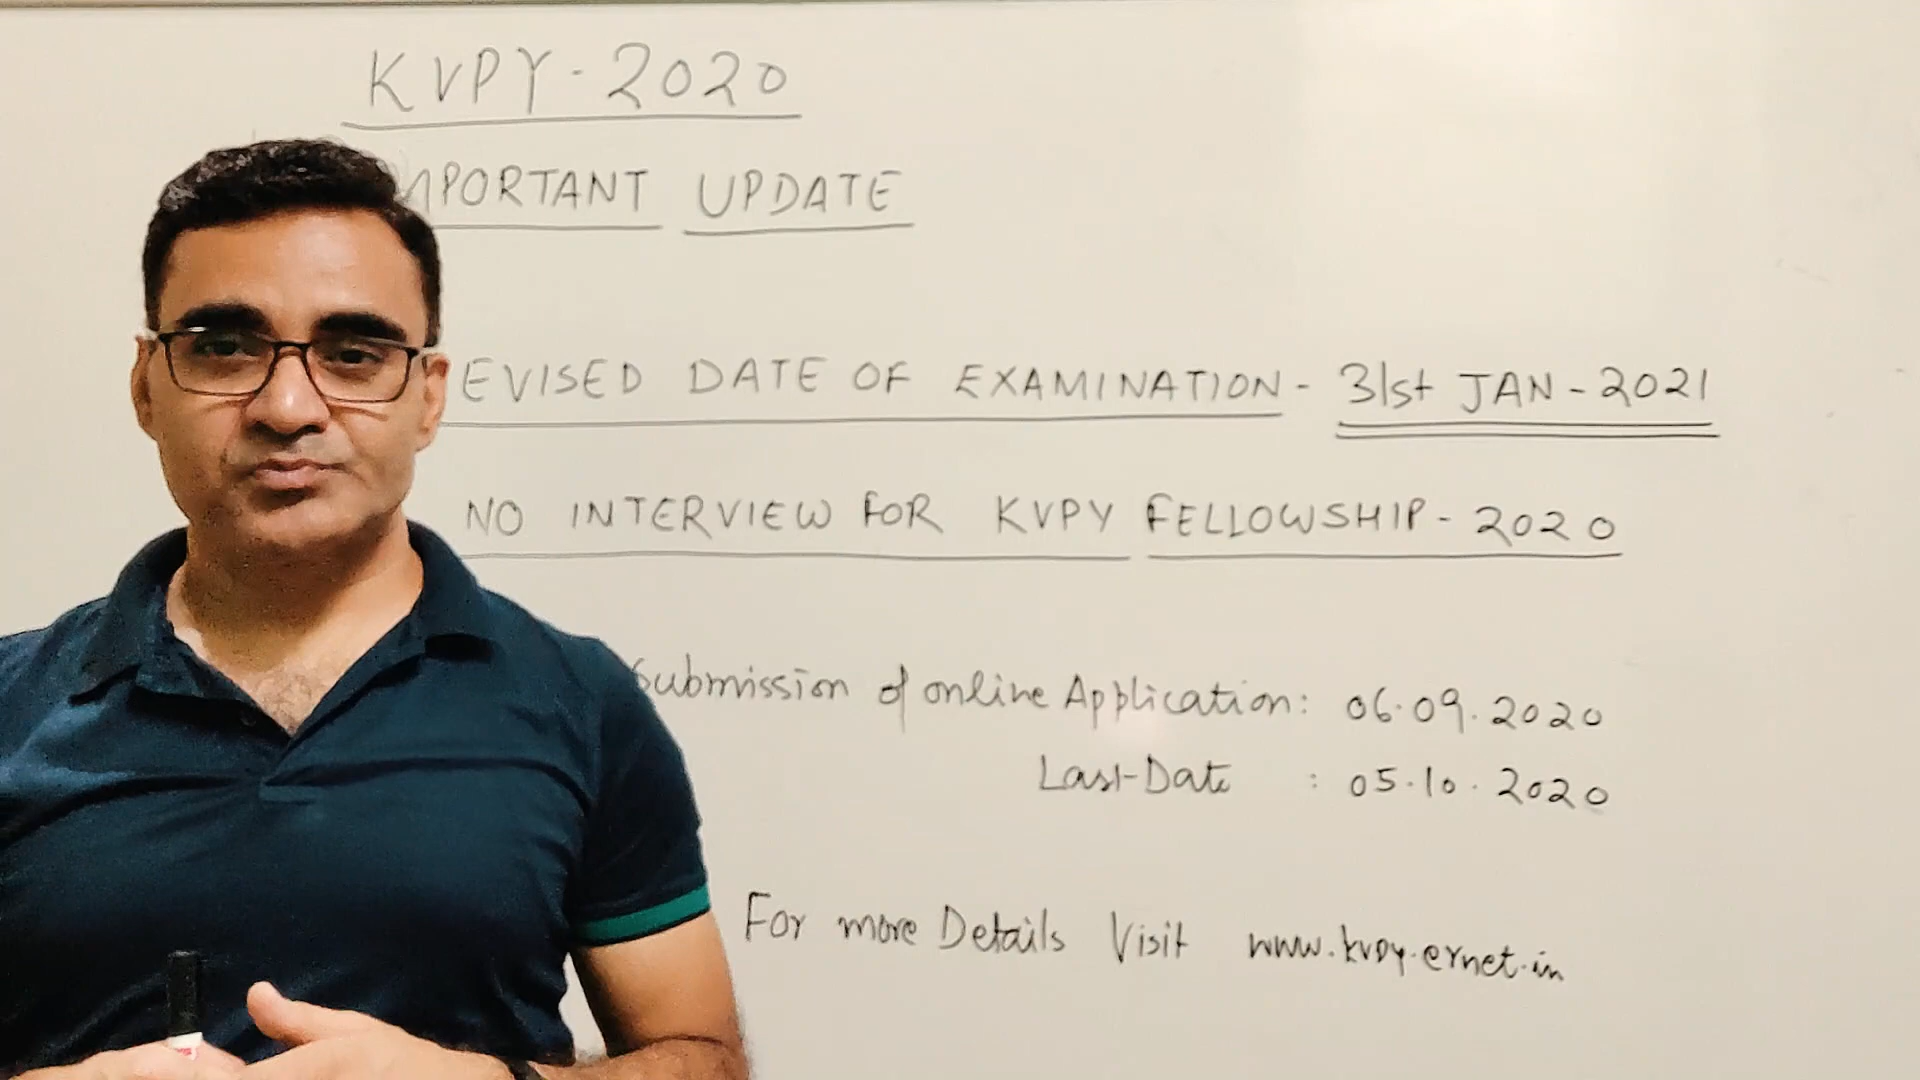 KVPY-2020
IMPORTANT UPDATE
EVISED DATE OF EXAMINATION - 31st JAN-2021
NO INTERVIEW FOR KVPY FELLOWSHIP-2020
Submission of online Application: 06.09.2020
Last-Date : 05.10.2020
For more Details Visit www.kvpy.ernet.in